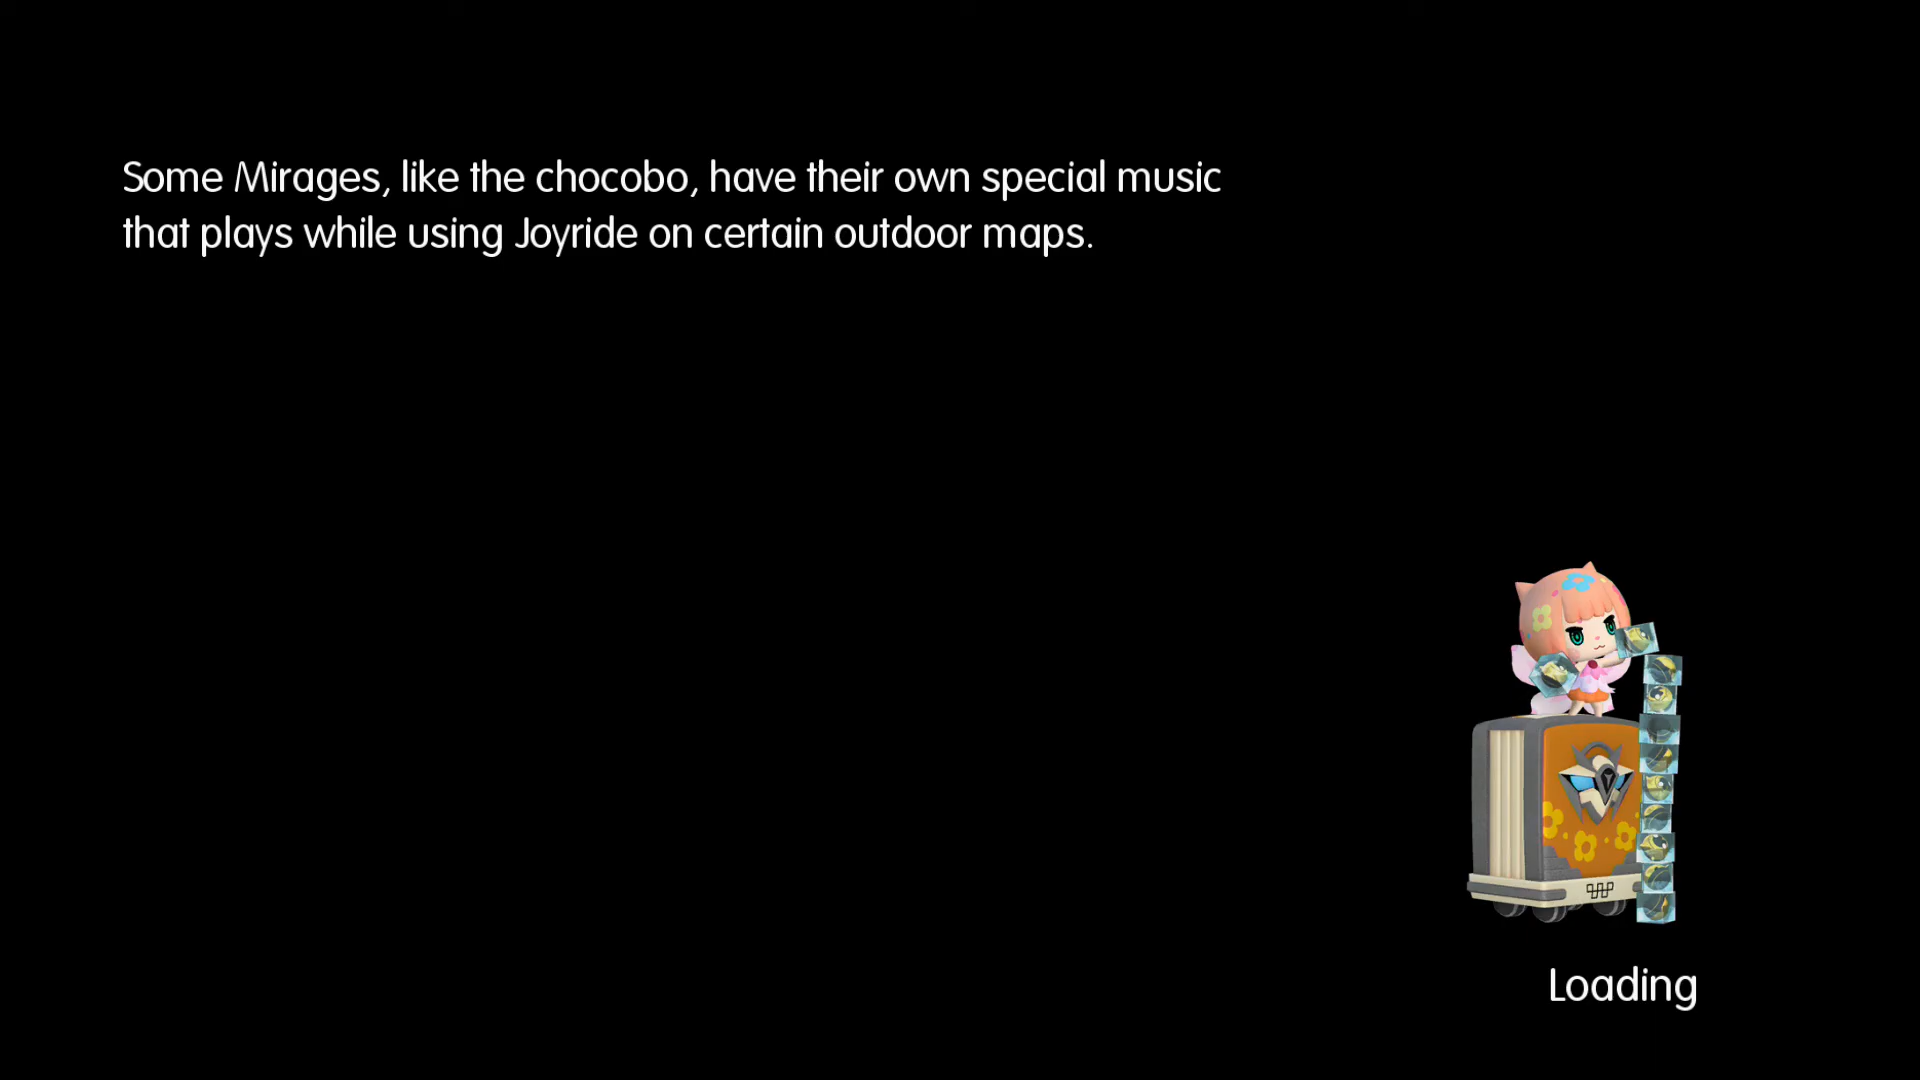 Some Mirages, like the chocobo, have their own special music
that plays while using Joyride on certain outdoor maps.
Loading